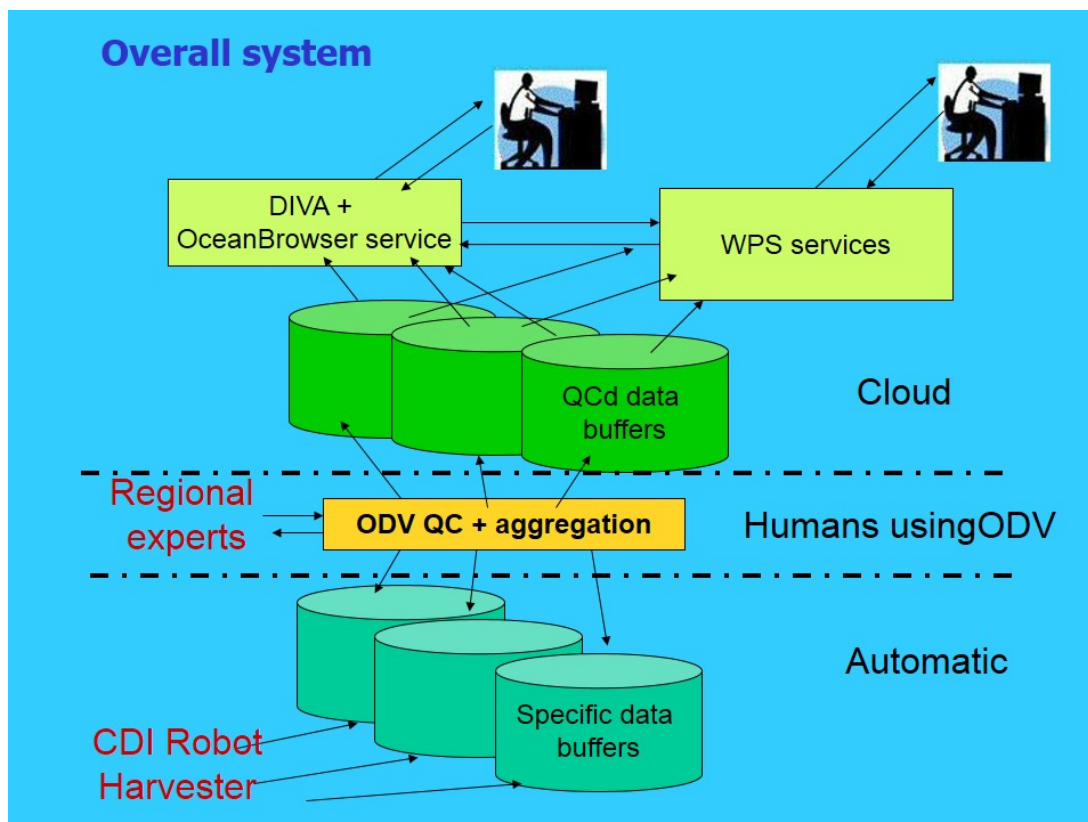 Overall system
DIVA +
OceanBrowser service
WPS services
QCd data
buffers
Cloud
Regional
experts
ODV QC + aggregation
Humans usingODV
Automatic
Specific data
buffers
CDI Robot
Harvester